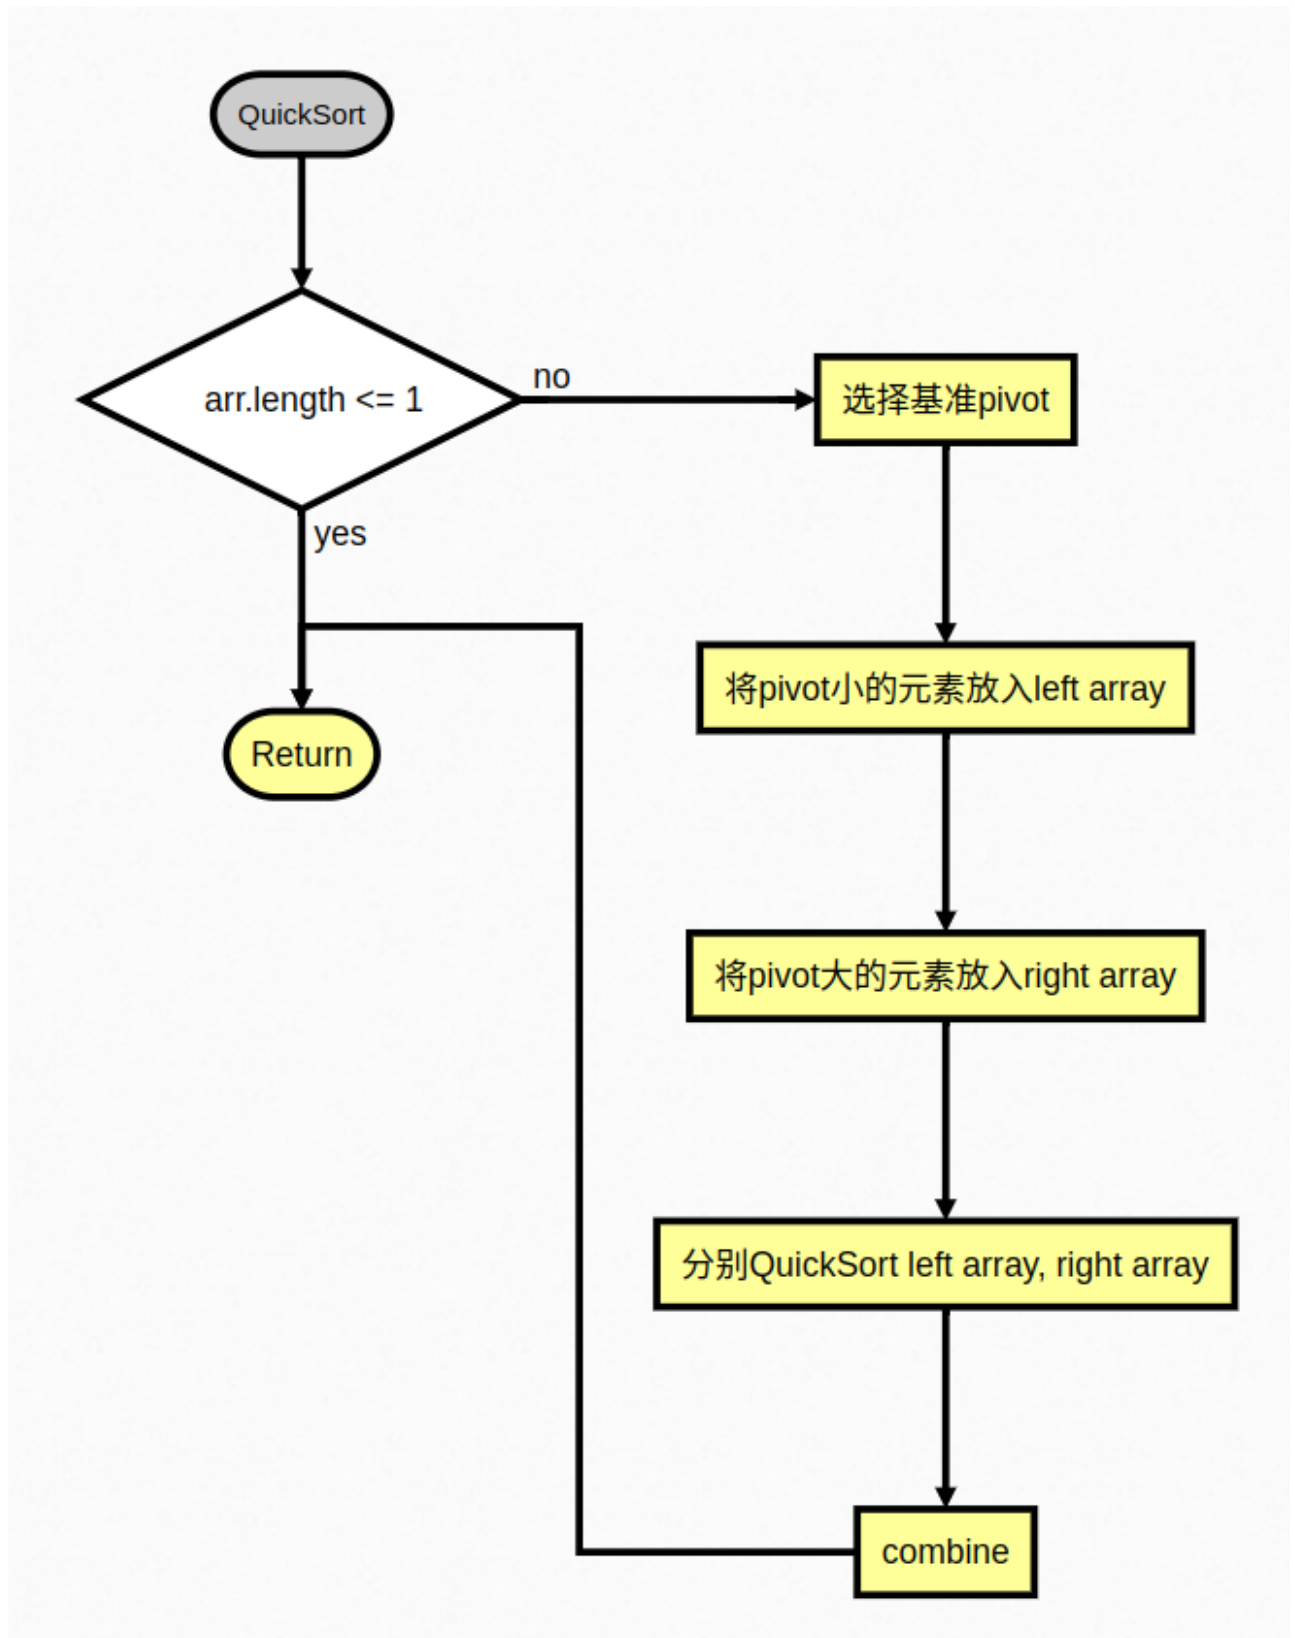 QuickSort
arr.length <= 1
no
选择基准pivot
yes
将pivot小的元素放入left array
Return
将pivot大的元素放入right array
分别QuickSort left array, right array
combine